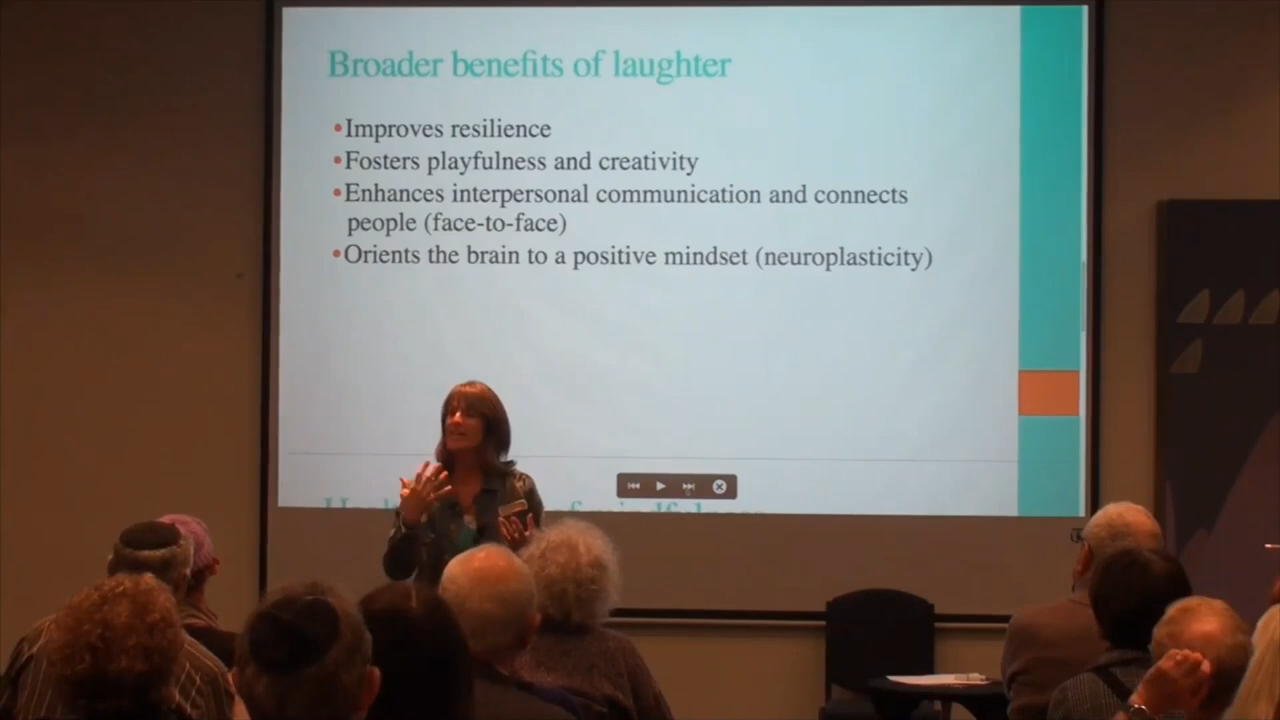 Broader benefits of laughter
•Improves resilience
•Fosters playfulness and creativity
•Enhances interpersonal communication and connects
people (face-to-face)
•Orients the brain to a positive mindset (neuroplasticity)